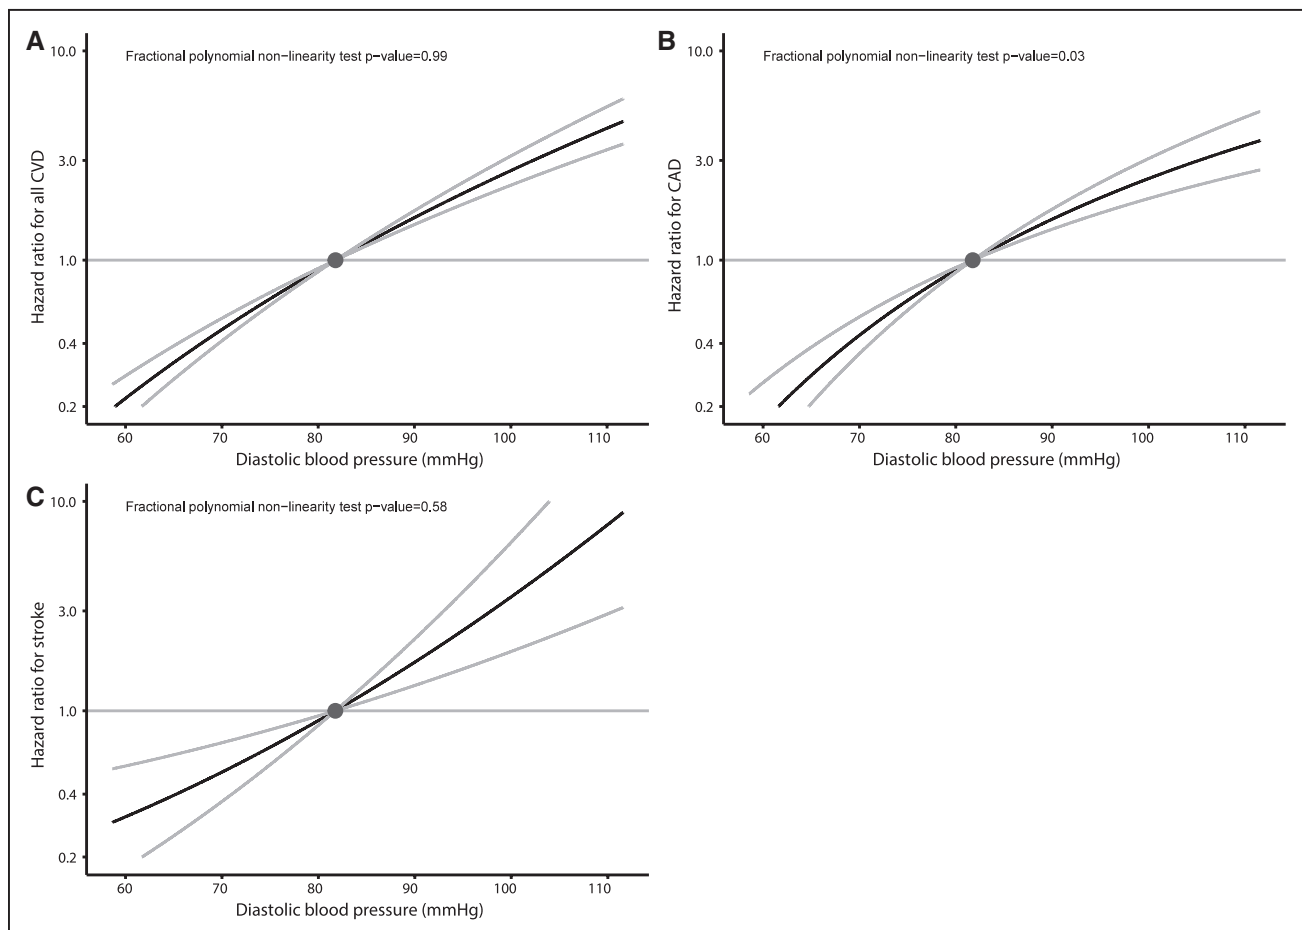 A
Fractional polynomial non−linearity test p−value=0.99
Hazard ratio for all CVD
10.0
3.0
1.0
0.4
0.2
60 70 80 90 100 110
Diastolic blood pressure (mmHg)
B
Fractional polynomial non−linearity test p−value=0.03
Hazard ratio for CAD
10.0
3.0
1.0
0.4
0.2
60 70 80 90 100 110
Diastolic blood pressure (mmHg)
C
Fractional polynomial non−linearity test p−value=0.58
Hazard ratio for stroke
10.0
3.0
1.0
0.4
0.2
60 70 80 90 100 110
Diastolic blood pressure (mmHg)